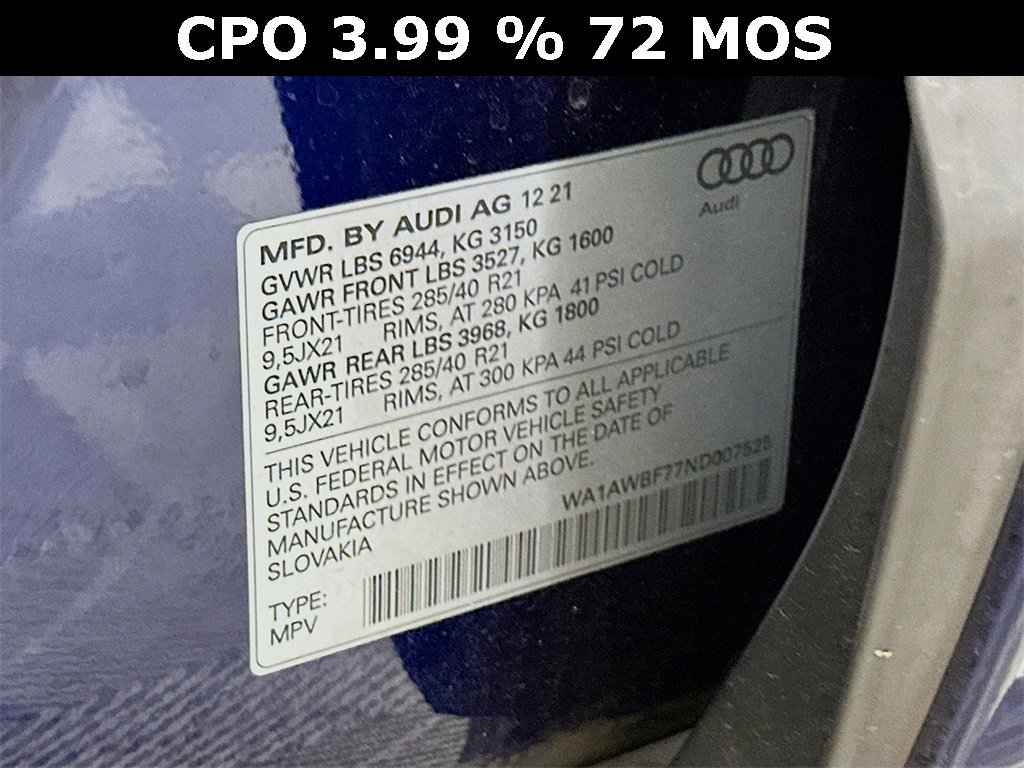 CPO 3.99 % 72 MOS
Audi
MFD. BY AUDI AG 12 21
GVWR LBS 6944, KG 3150
GAWR FRONT LBS 3527, KG 1600
FRONT-TIRES 285/40 R21
9,5JX21 RIMS, AT 280 KPA 41 PSI COLD
GAWR REAR LBS 3968, KG 1800
REAR-TIRES 285/40 R21
9,5JX21 RIMS, AT 300 KPA 44 PSI COLD
THIS VEHICLE CONFORMS TO ALL APPLICABLE
U.S. FEDERAL MOTOR VEHICLE SAFETY
STANDARDS IN EFFECT ON THE DATE OF
MANUFACTURE SHOWN ABOVE.
SLOVAKIA
WA1AWBF77ND007525
TYPE:
MPV